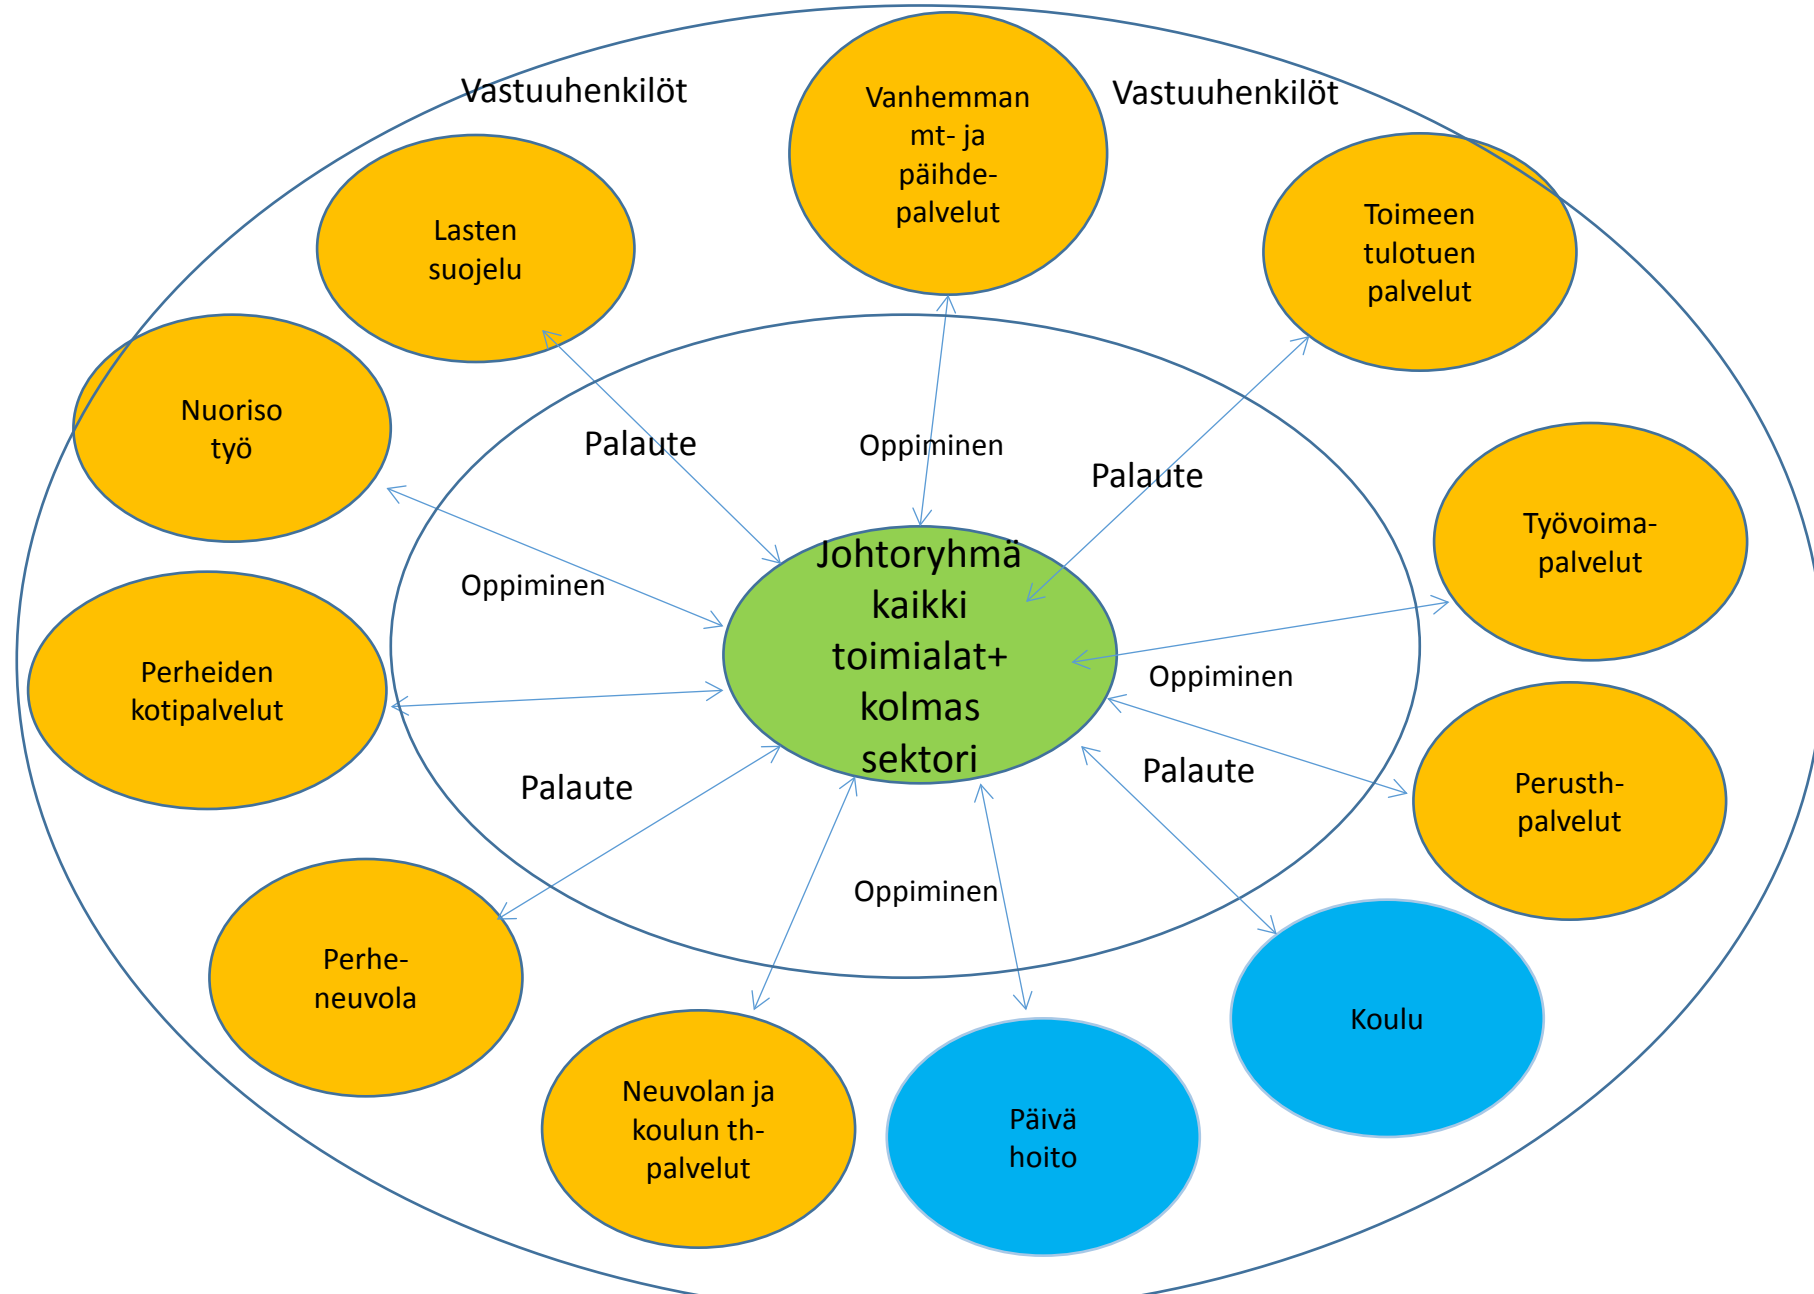 Vastuuhenkilöt
Vanhemman
mt- ja
päihde-
palvelut
Vastuuhenkilöt
Lasten
suojelu
Toimeen
tulotuen
palvelut
Nuoriso
työ
Palaute
Oppiminen
Palaute
Työvoima-
palvelut
Oppiminen
Johtoryhmä
kaikki
toimialat+
kolmas
sektori
Perheiden
kotipalvelut
Oppiminen
Palaute
Palaute
Perusth-
palvelut
Oppiminen
Perhe-
neuvola
Koulu
Neuvolan ja
koulun th-
palvelut
Päivä
hoito